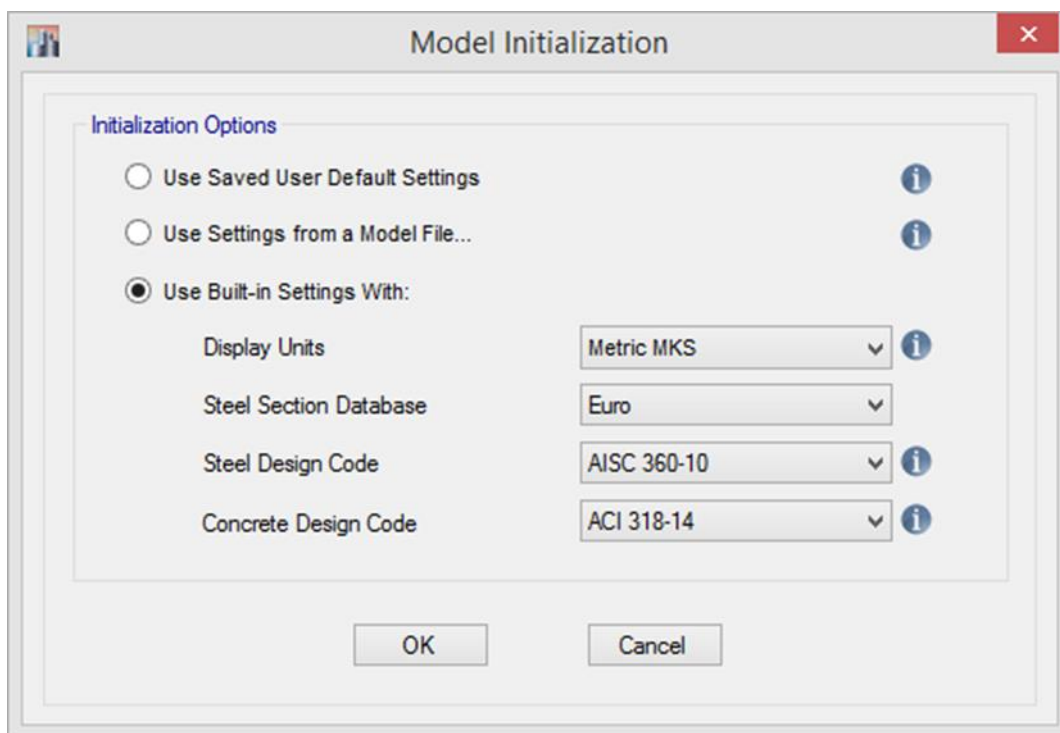 Model Initialization
Initialization Options
Use Saved User Default Settings
Use Settings from a Model File...
Use Built-in Settings With:
Display Units Metric MKS
Steel Section Database Euro
Steel Design Code AISC 360-10
Concrete Design Code ACI 318-14
OK Cancel